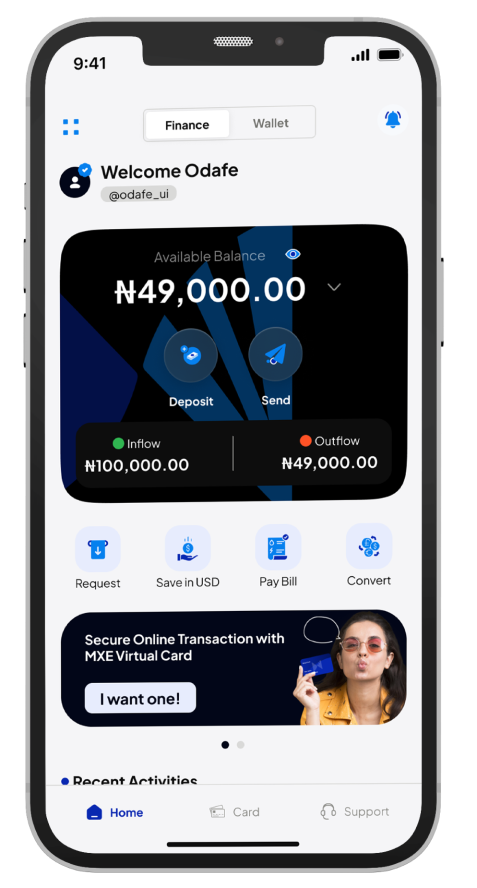 9:41
Finance Wallet
Welcome Odafe
@odafe_ui
Available Balance
₦49,000.00
Deposit Send
Inflow Outflow
₦100,000.00 ₦49,000.00
Request Save in USD Pay Bill Convert
Secure Online Transaction with
MXE Virtual Card
I want one!
Recent Activities
Home Card Support